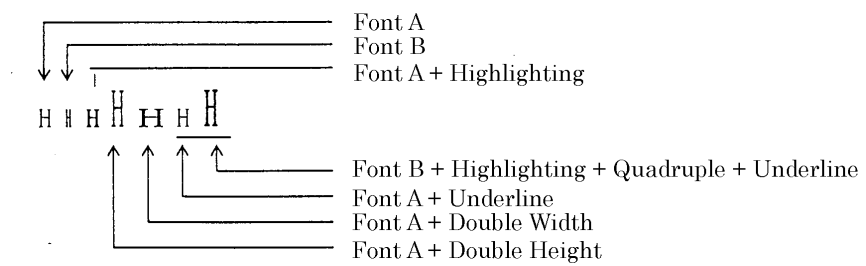 Font A
Font B
Font A + Highlighting
H H H H H H H
Font B + Highlighting + Quadruple + Underline
Font A + Underline
Font A + Double Width
Font A + Double Height